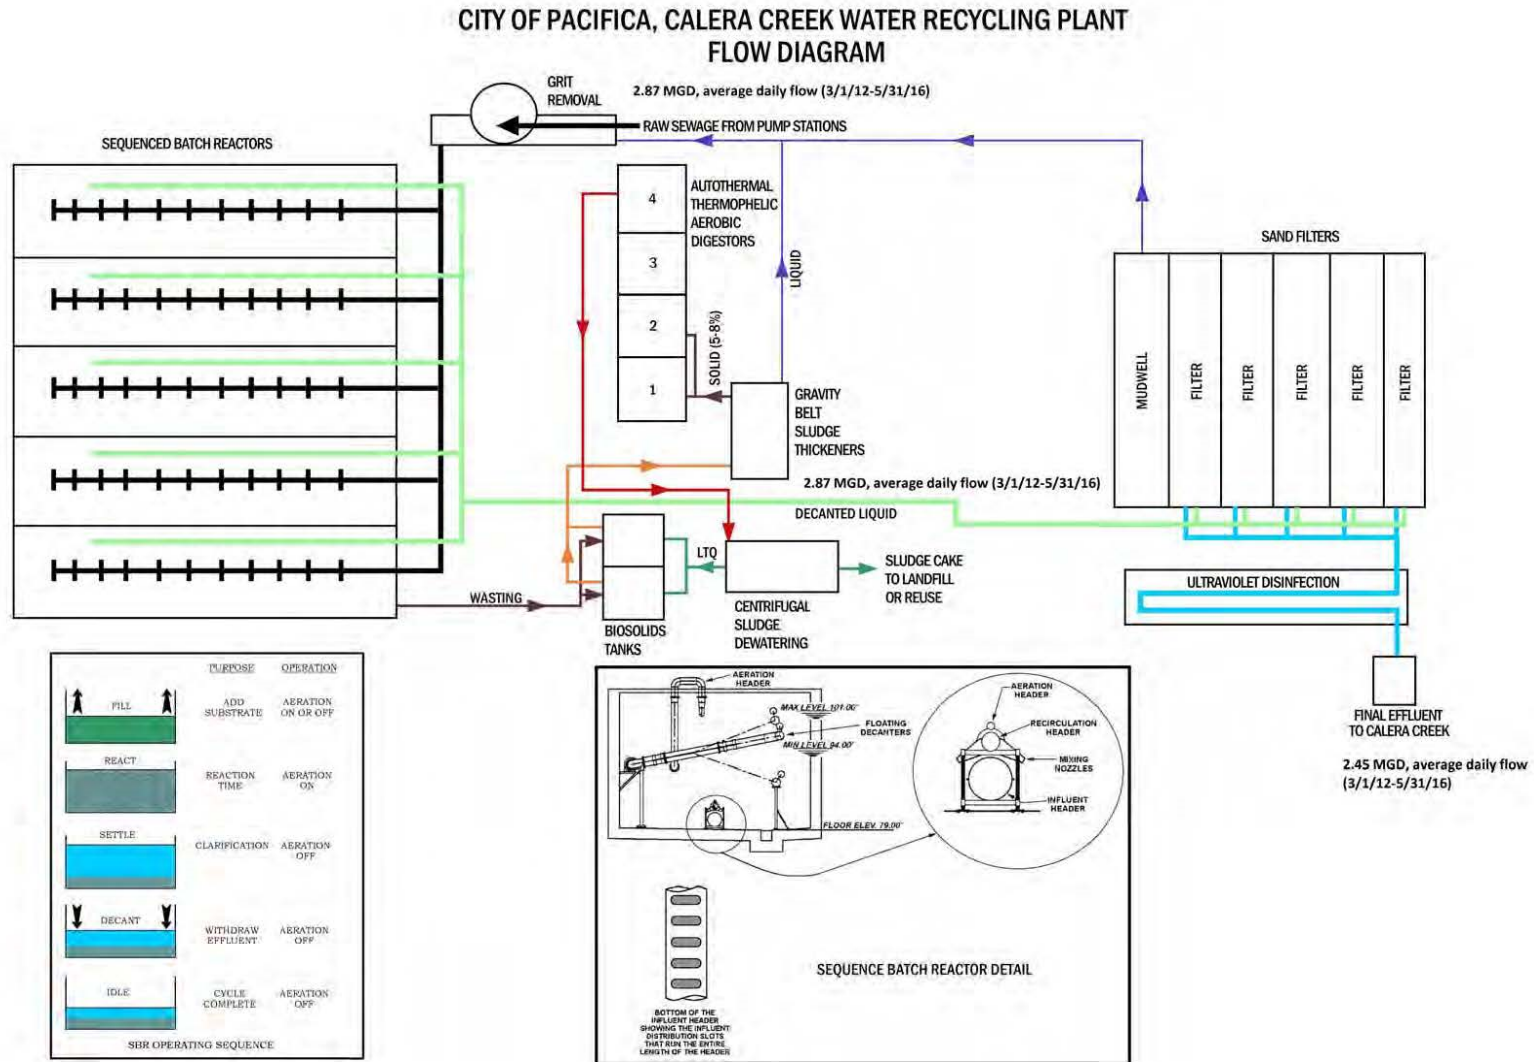 CITY OF PACIFICA, CALERA CREEK WATER RECYCLING PLANT
FLOW DIAGRAM
GRIT
REMOVAL
2.87 MGD, average daily flow (3/1/12-5/31/16)
RAW SEWAGE FROM PUMP STATIONS
SEQUENCED BATCH REACTORS
4
3
2
1
AUTOTHERMAL
THERMOPHELIC
AEROBIC
DIGESTORS
SOLID (5-8%)
LIQUID
GRAVITY
BELT
SLUDGE
THICKENERS
SAND FILTERS
MUDWELL
FILTER
FILTER
FILTER
FILTER
FILTER
2.87 MGD, average daily flow (3/1/12-5/31/16)
DECANTED LIQUID
LTQ
SLUDGE CAKE
TO LANDFILL
OR REUSE
WASTING
BIOSOLIDS
TANKS
CENTRIFUGAL
SLUDGE
DEWATERING
ULTRAVIOLET DISINFECTION
FINAL EFFLUENT
TO CALERA CREEK
2.45 MGD, average daily flow
(3/1/12-5/31/16)
PURPOSE OPERATION
FILL
ADD
SUBSTRATE
AERATION
ON OR OFF
REACT
REACTION
TIME
AERATION
ON
SETTLE
CLARIFICATION
AERATION
OFF
DECANT
WITHDRAW
EFFLUENT
AERATION
OFF
IDLE
CYCLE
COMPLETE
AERATION
OFF
SBR OPERATING SEQUENCE
AERATION
HEADER
MAX LEVEL 101.00'
FLOATING
DECANTERS
MIN LEVEL 94.00'
FLOOR ELEV. 79.00'
AERATION
HEADER
RECIRCULATION
HEADER
MIXING
NOZZLES
INFLUENT
HEADER
SEQUENCE BATCH REACTOR DETAIL
BOTTOM OF THE
INFLUENT HEADER
SHOWING THE INFLUENT
DISTRIBUTION SLOTS
THAT RUN THE ENTIRE
LENGTH OF THE HEADER